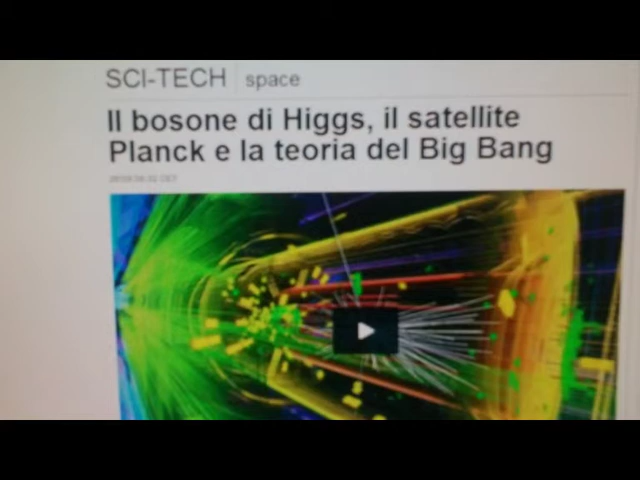 SCI-TECH space
Il bosone di Higgs, il satellite
Planck e la teoria del Big Bang